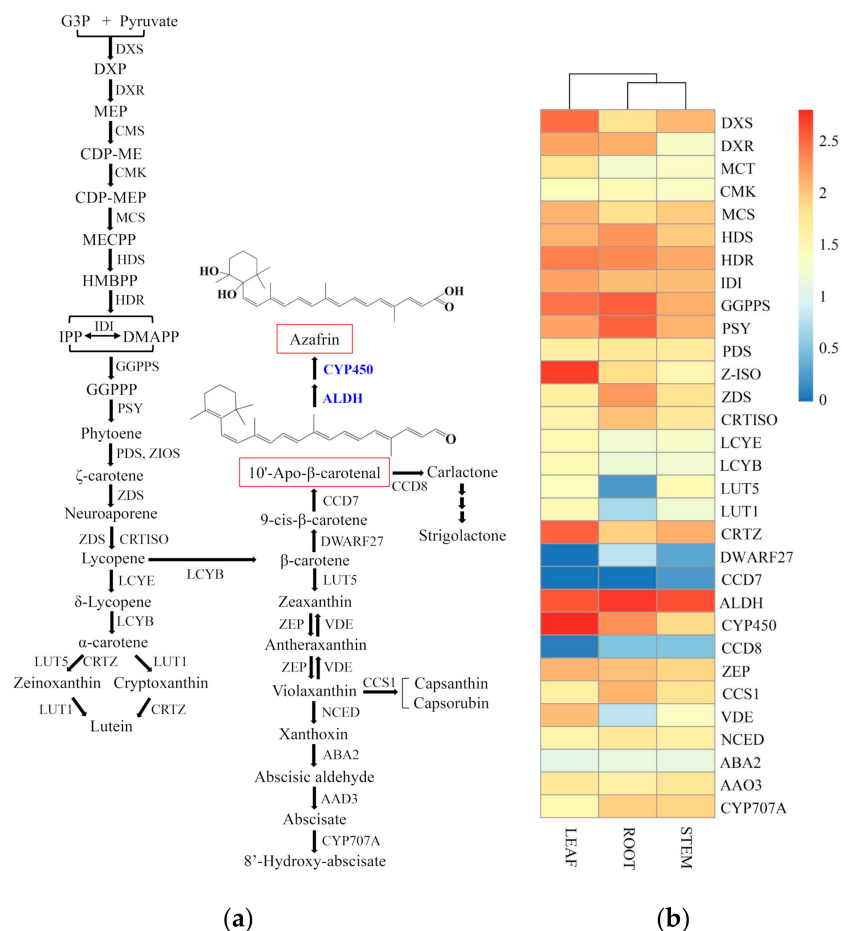 G3P + Pyruvate
DXS
DXP
DXR
MEP
CMS
CDP-ME
CMK
CDP-MEP
MCS
MECPP
HDS
HMBPP
HDR
IDI
IPP DMAPP
GGPPS
GGPPP
PSY
Phytoene
PDS, ZIOS
ζ-carotene
ZDS
Neuroaporene
ZDS CRTISO
Lycopene
LCYB
LCYE
δ-Lycopene
LCYB
α-carotene
LUT5 CRTZ LUT1
Zeinoxanthin Cryptoxanthin
LUT1 CRTZ
Lutein
HO
HO
OH
O
Azafrin
CYP450
ALDH
O
10'-Apo-β-carotenal
CCD8
Carlactone
Strigolactone
CCD7
9-cis-β-carotene
DWARF27
β-carotene
LUT5
Zeaxanthin
ZEP VDE
Antheraxanthin
ZEP VDE
Violaxanthin
CCS1
Capsanthin
Capsorubin
NCED
Xanthoxin
ABA2
Abscisic aldehyde
AAD3
Abscisate
CYP707A
8’-Hydroxy-abscisate
(a)
DXS
DXR
MCT
CMK
MCS
HDS
HDR
IDI
GGPPS
PSY
PDS
Z-ISO
ZDS
CRTISO
LCYE
LCYB
LUT5
LUT1
CRTZ
DWARF27
CCD7
ALDH
CYP450
CCD8
ZEP
CCS1
VDE
NCED
ABA2
AAO3
CYP707A
LEAF
ROOT
STEM
2.5
2
1.5
1
0.5
0
(b)